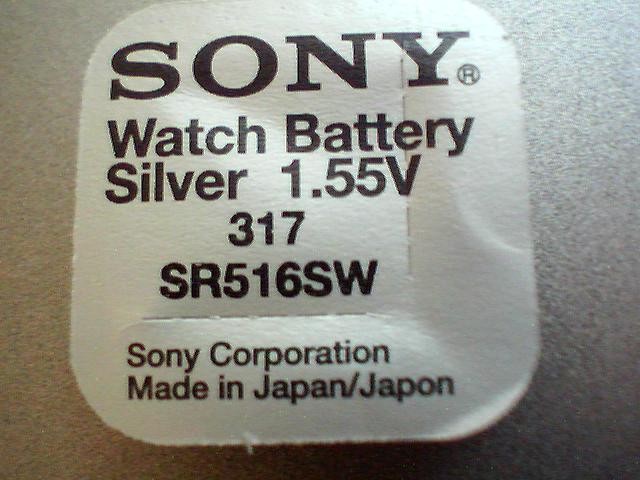 SONY®
Watch Battery
Silver 1.55V
317
SR516SW
Sony Corporation
Made in Japan/Japon